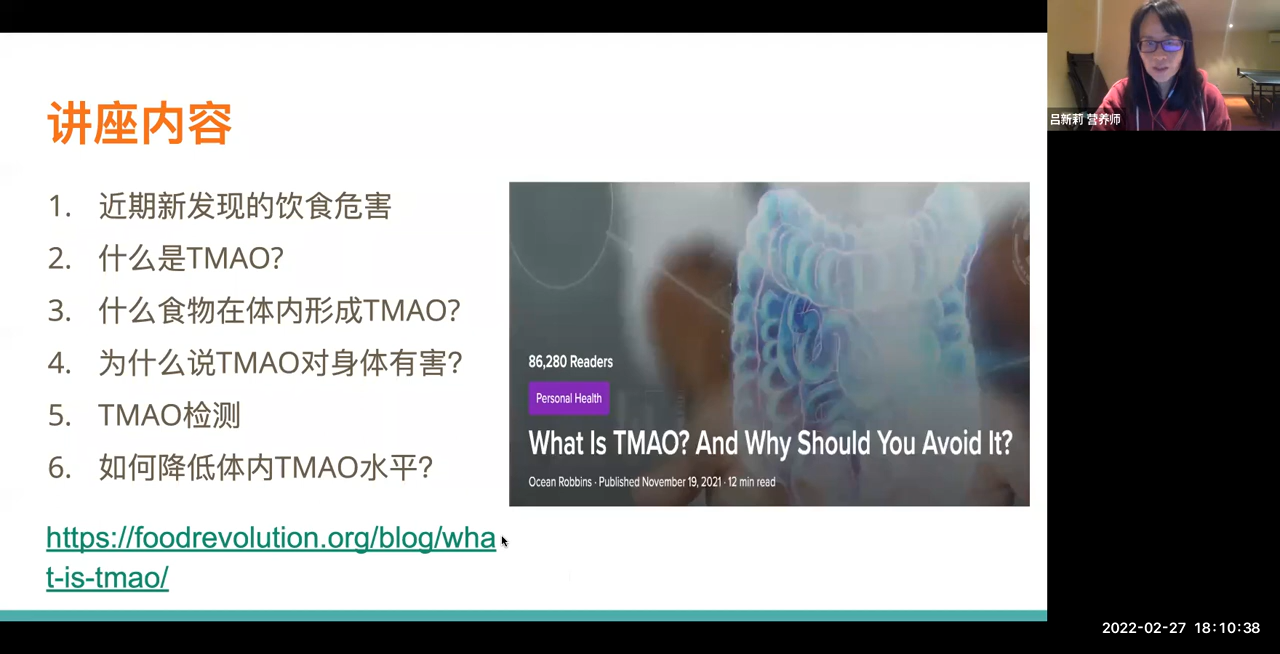 讲座内容
1. 近期新发现的饮食危害
2. 什么是TMAO?
3. 什么食物在体内形成TMAO?
4. 为什么说TMAO对身体有害?
5. TMAO检测
6. 如何降低体内TMAO水平?
https://foodrevolution.org/blog/wha
t-is-tmao/
86,280 Readers
Personal Health
What Is TMAO? And Why Should You Avoid It?
Ocean Robbins · Published November 19, 2021 · 12 min read
吕新莉 营养师
2022-02-27 18:10:38